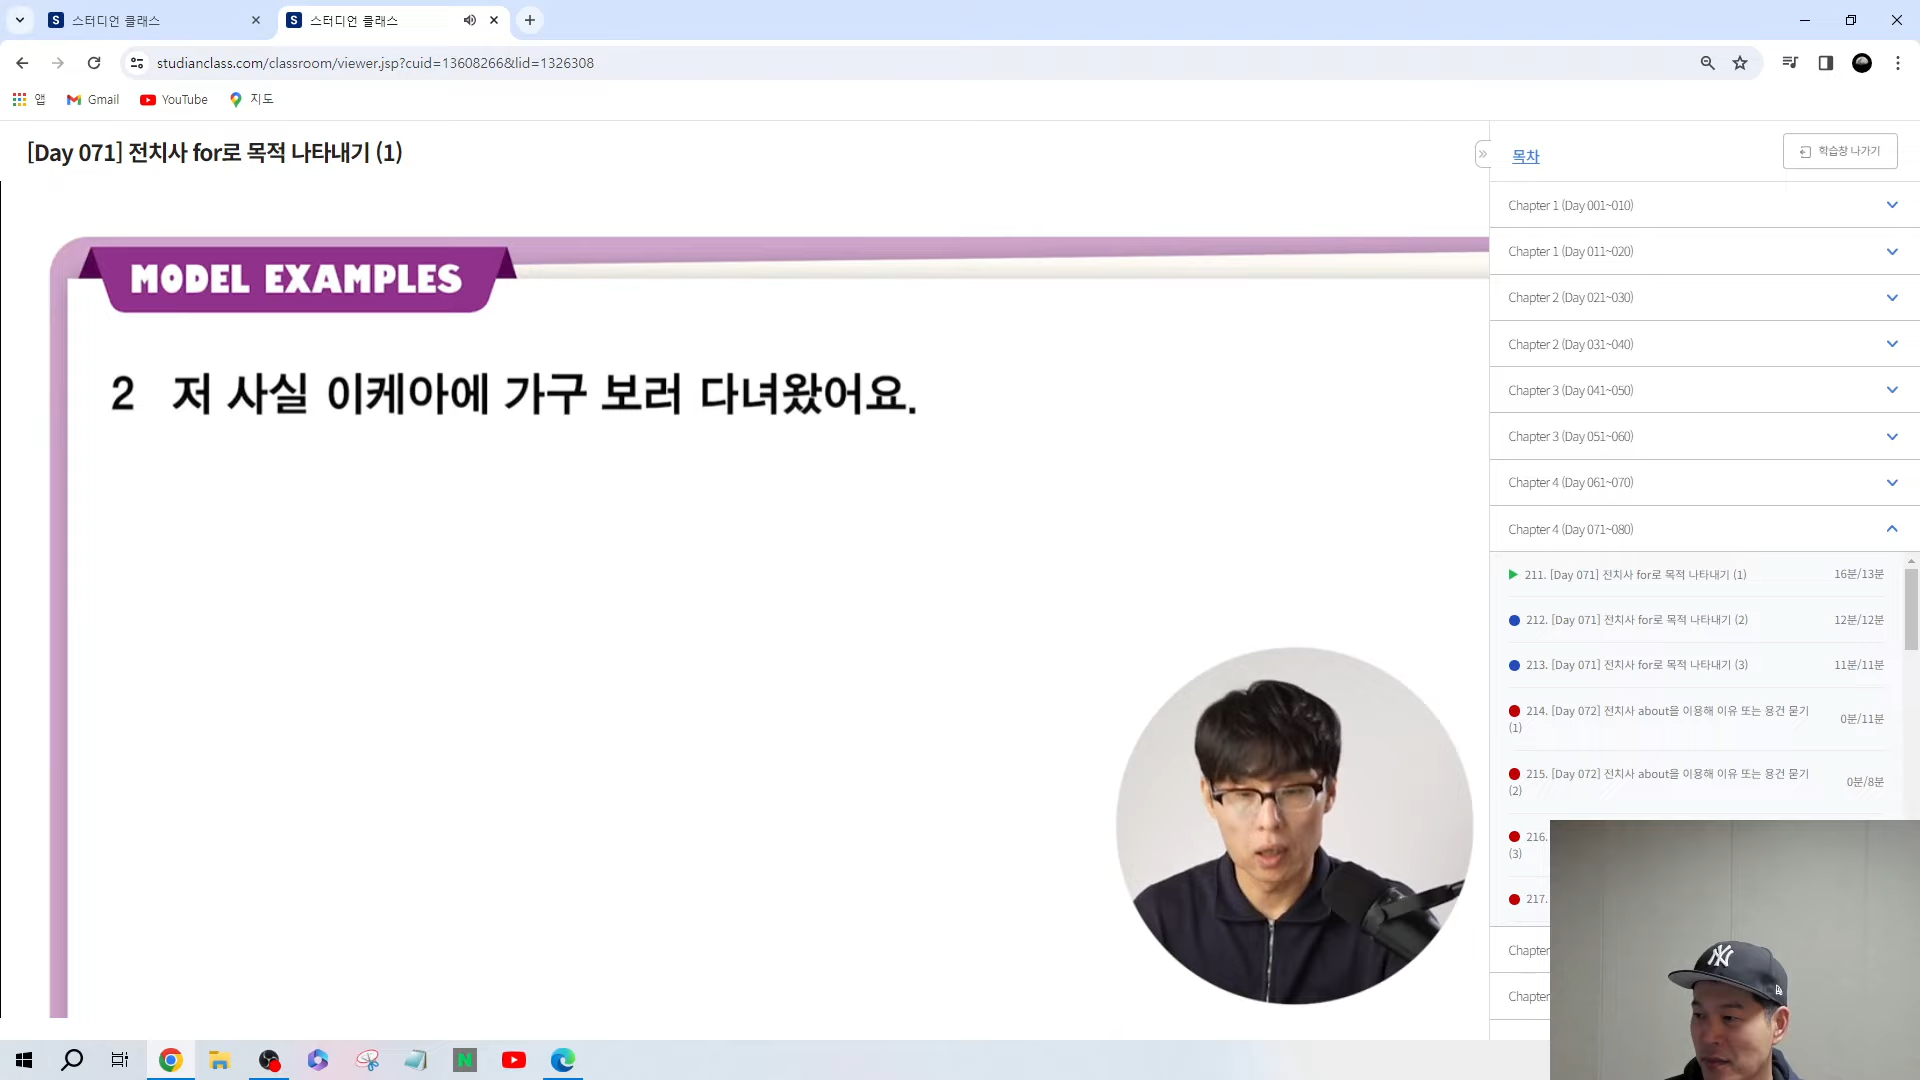 스터디언 클래스
스터디언 클래스
studianclass.com/classroom/viewer.jsp?cuid=13608266&lid=1326308
앱
Gmail
YouTube
지도
[Day 071] 전치사 for로 목적 나타내기 (1)
목차
학습창 나가기
MODEL EXAMPLES
2 저 사실 이케아에 가구 보러 다녀왔어요.
Chapter 1 (Day 001~010)
Chapter 1 (Day 011~020)
Chapter 2 (Day 021~030)
Chapter 2 (Day 031~040)
Chapter 3 (Day 041~050)
Chapter 3 (Day 051~060)
Chapter 4 (Day 061~070)
Chapter 4 (Day 071~080)
211. [Day 071] 전치사 for로 목적 나타내기 (1) 16분/13분
212. [Day 071] 전치사 for로 목적 나타내기 (2) 12분/12분
213. [Day 071] 전치사 for로 목적 나타내기 (3) 11분/11분
214. [Day 072] 전치사 about을 이용해 이유 또는 용건 묻기
(1)
0분/11분
215. [Day 072] 전치사 about을 이용해 이유 또는 용건 묻기
(2)
0분/8분
216.
(3)
217.
Chapter
Chapter
NY
N